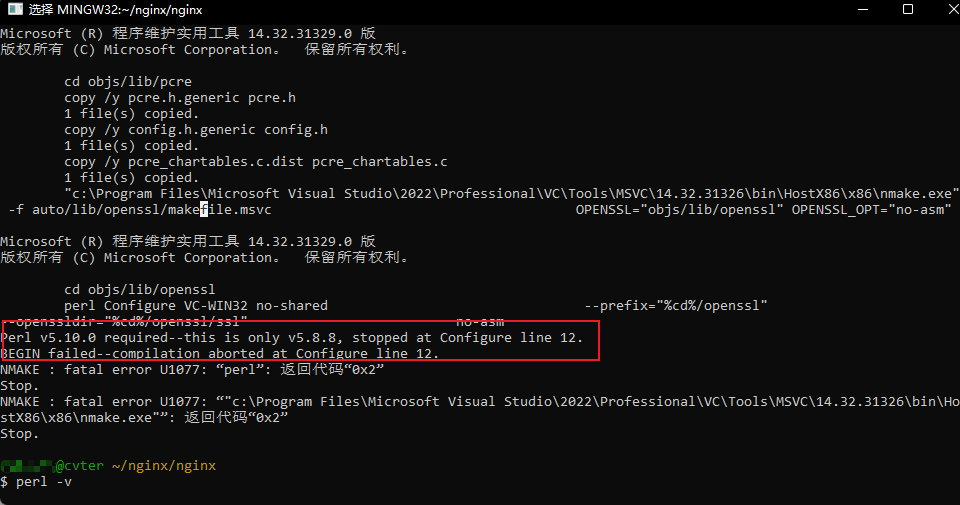 选择 MINGW32:~/nginx/nginx
Microsoft (R) 程序维护实用工具 14.32.31329.0 版
版权所有 (C) Microsoft Corporation。  保留所有权利。
cd objs/lib/pcre
copy /y pcre.h.generic pcre.h
1 file(s) copied.
copy /y config.h.generic config.h
1 file(s) copied.
copy /y pcre_chartables.c.dist pcre_chartables.c
1 file(s) copied.
"c:\Program Files\Microsoft Visual Studio\2022\Professional\VC\Tools\MSVC\14.32.31326\bin\HostX86\x86\nmake.exe"
-f auto/lib/openssl/makefile.msvc OPENSSL="objs/lib/openssl" OPENSSL_OPT="no-asm"
Microsoft (R) 程序维护实用工具 14.32.31329.0 版
版权所有 (C) Microsoft Corporation。  保留所有权利。
cd objs/lib/openssl
perl Configure VC-WIN32 no-shared --prefix="%cd%/openssl"
--openssldir="%cd%/openssl/ssl" no-asm
Perl v5.10.0 required--this is only v5.8.8, stopped at Configure line 12.
BEGIN failed--compilation aborted at Configure line 12.
NMAKE : fatal error U1077: “perl”: 返回代码“0x2”
Stop.
NMAKE : fatal error U1077: “"c:\Program Files\Microsoft Visual Studio\2022\Professional\VC\Tools\MSVC\14.32.31326\bin\Ho
stX86\x86\nmake.exe"”: 返回代码“0x2”
Stop.
@cvter ~/nginx/nginx
$ perl -v